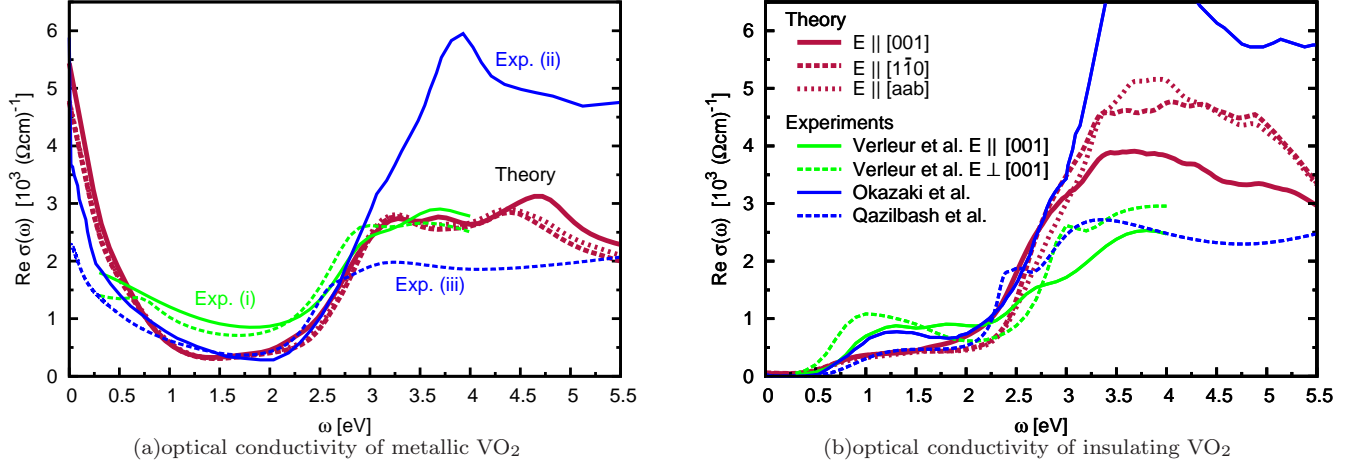 6
5
4
3
2
1
0
Re σ(ω) [10³ (Ωcm)⁻¹]
Exp. (ii)
Theory
Exp. (i)
Exp. (iii)
0 0.5 1 1.5 2 2.5 3 3.5 4 4.5 5 5.5
ω [eV]
(a)optical conductivity of metallic VO₂
6
5
4
3
2
1
0
Re σ(ω) [10³ (Ωcm)⁻¹]
Theory
E || [001]
E || [11̄0]
E || [aab]
Experiments
Verleur et al. E || [001]
Verleur et al. E ⊥ [001]
Okazaki et al.
Qazilbash et al.
0 0.5 1 1.5 2 2.5 3 3.5 4 4.5 5 5.5
ω [eV]
(b)optical conductivity of insulating VO₂